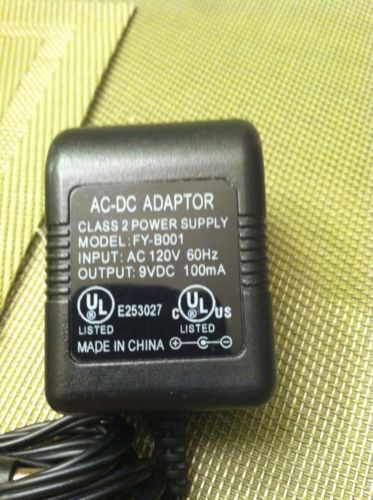 AC-DC ADAPTOR
CLASS 2 POWER SUPPLY
MODEL: FY-B001
INPUT: AC 120V 60Hz
OUTPUT: 9VDC 100mA
UL E253027 C UL US
LISTED LISTED
MADE IN CHINA